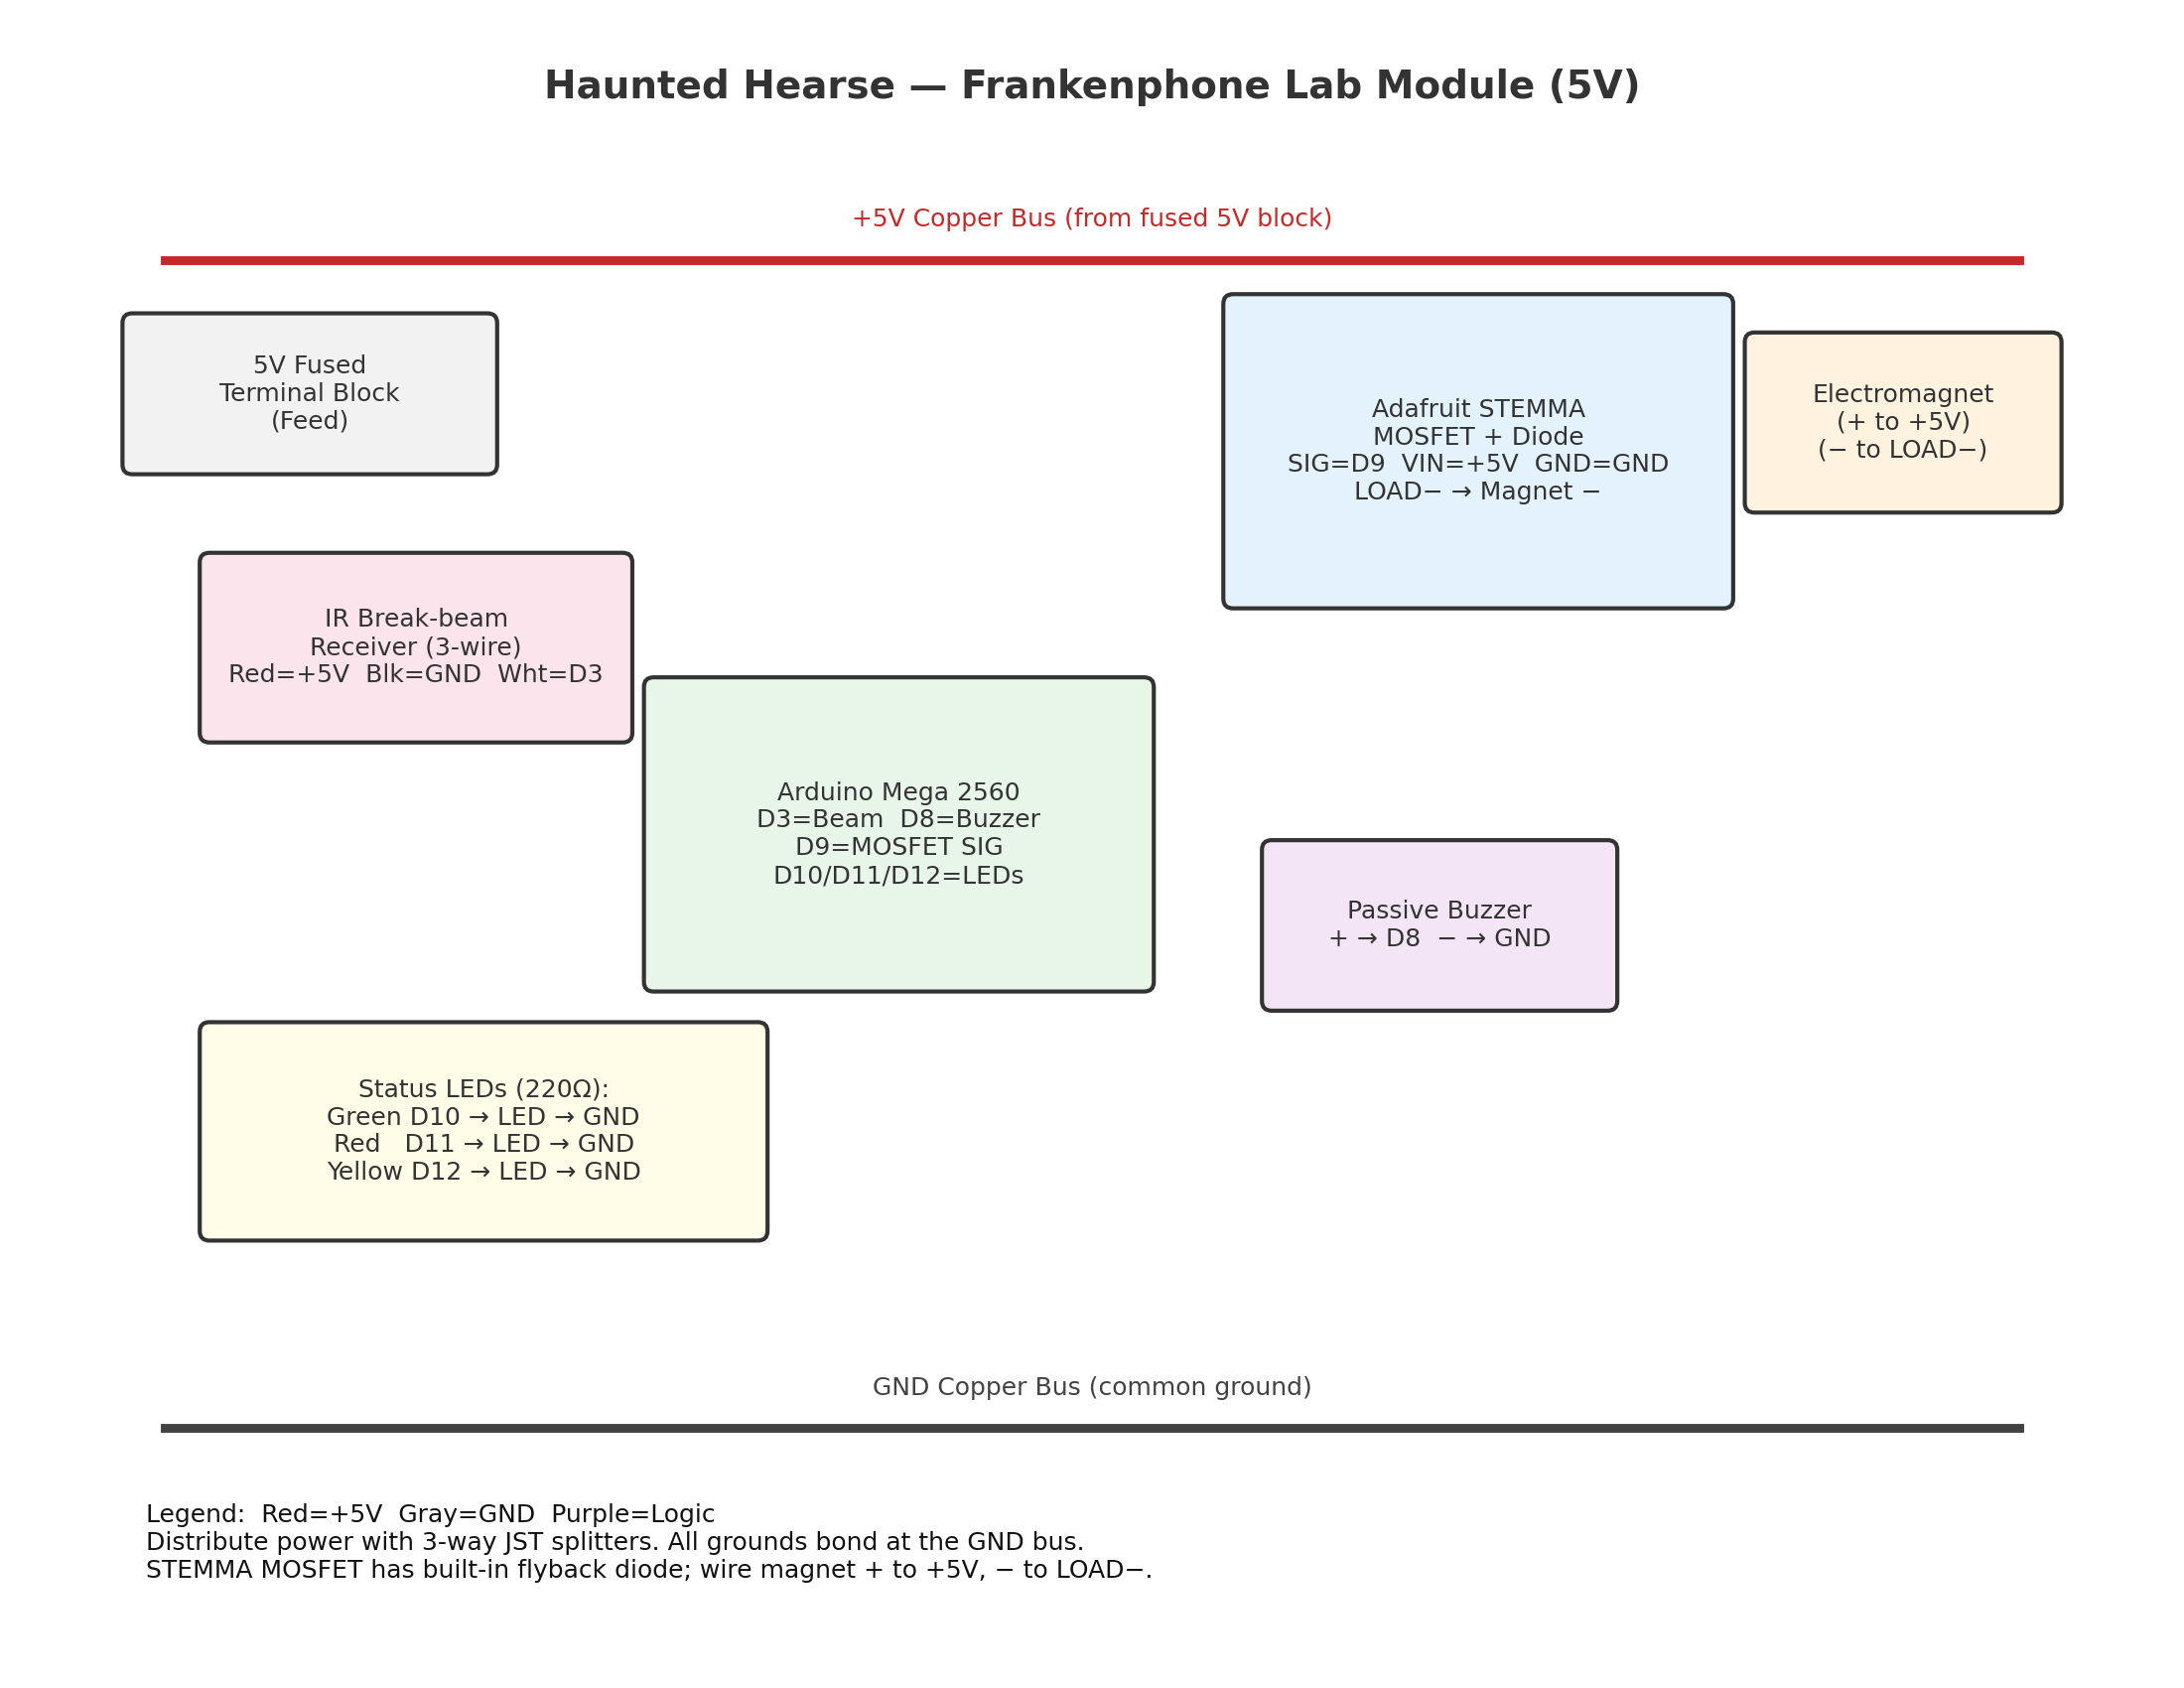 Haunted Hearse — Frankenphone Lab Module (5V)
+5V Copper Bus (from fused 5V block)
5V Fused
Terminal Block
(Feed)
Adafruit STEMMA
MOSFET + Diode
SIG=D9  VIN=+5V  GND=GND
LOAD− → Magnet −
Electromagnet
(+ to +5V)
(− to LOAD−)
IR Break-beam
Receiver (3-wire)
Red=+5V  Blk=GND  Wht=D3
Arduino Mega 2560
D3=Beam  D8=Buzzer
D9=MOSFET SIG
D10/D11/D12=LEDs
Passive Buzzer
+ → D8  − → GND
Status LEDs (220Ω):
Green D10 → LED → GND
Red   D11 → LED → GND
Yellow D12 → LED → GND
GND Copper Bus (common ground)
Legend:  Red=+5V  Gray=GND  Purple=Logic
Distribute power with 3-way JST splitters. All grounds bond at the GND bus.
STEMMA MOSFET has built-in flyback diode; wire magnet + to +5V, − to LOAD−.